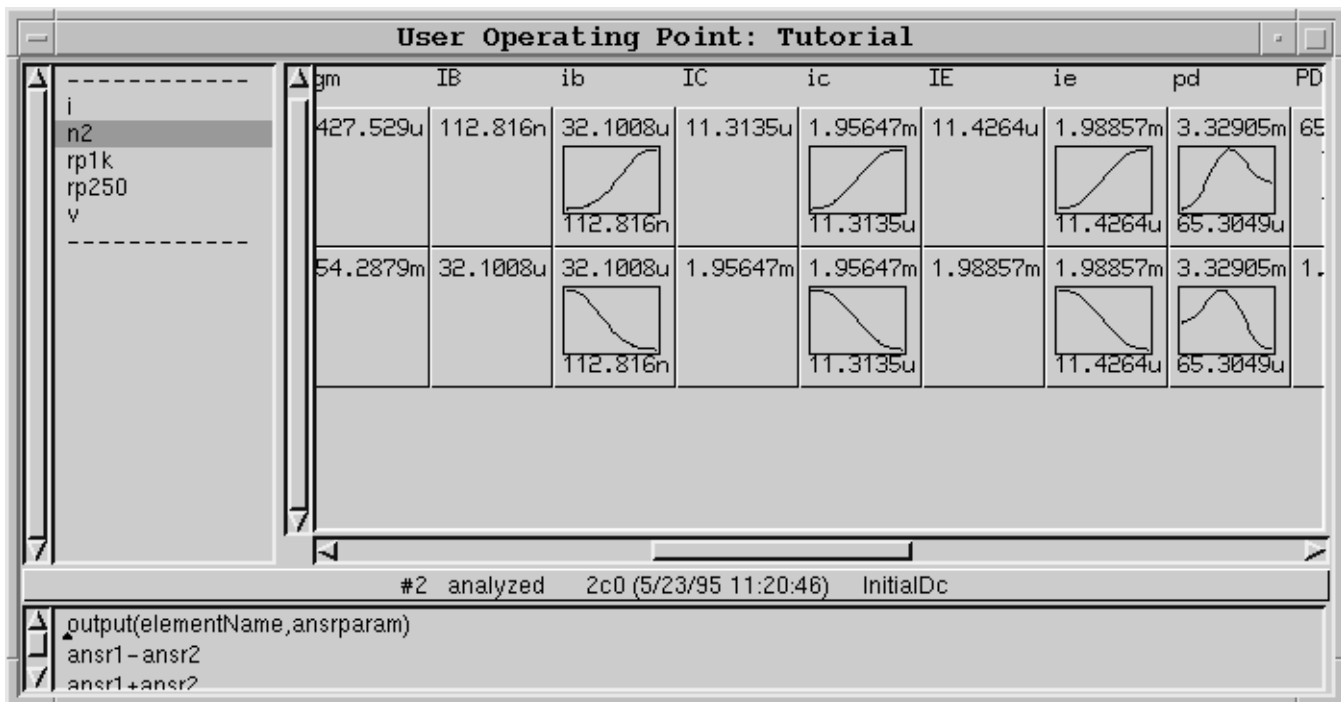 User Operating Point: Tutorial
------------
i
n2
rp1k
rp250
v
------------
gm IB ib IC ic IE ie pd PD
427.529u 112.816n 32.1008u 11.3135u 1.95647m 11.4264u 1.98857m 3.32905m 65
112.816n 11.3135u 11.4264u 65.3049u
54.2879m 32.1008u 32.1008u 1.95647m 1.95647m 1.98857m 1.98857m 3.32905m 1.
112.816n 11.3135u 11.4264u 65.3049u
#2 analyzed 2c0 (5/23/95 11:20:46) InitialDc
output(elementName,ansrparam)
ansr1-ansr2
ansr1+ansr2